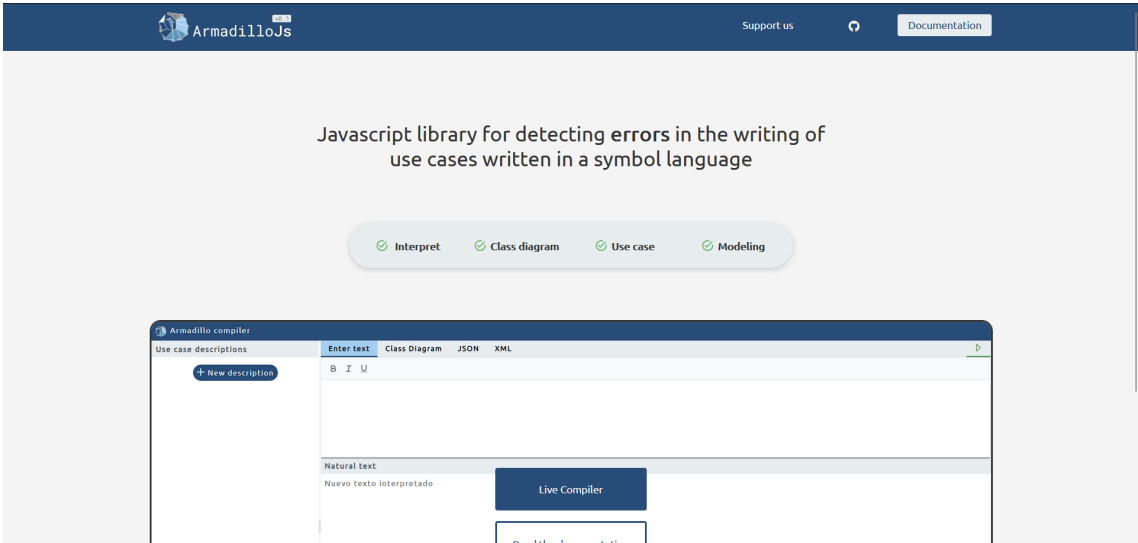 v0.3
ArmadilloJs
Support us
Documentation
Javascript library for detecting errors in the writing of
use cases written in a symbol language
Interpret
Class diagram
Use case
Modeling
Armadillo compiler
Use case descriptions
Enter text
Class Diagram
JSON
XML
+ New description
B I U
Natural text
Nuevo texto interpretado
Live Compiler